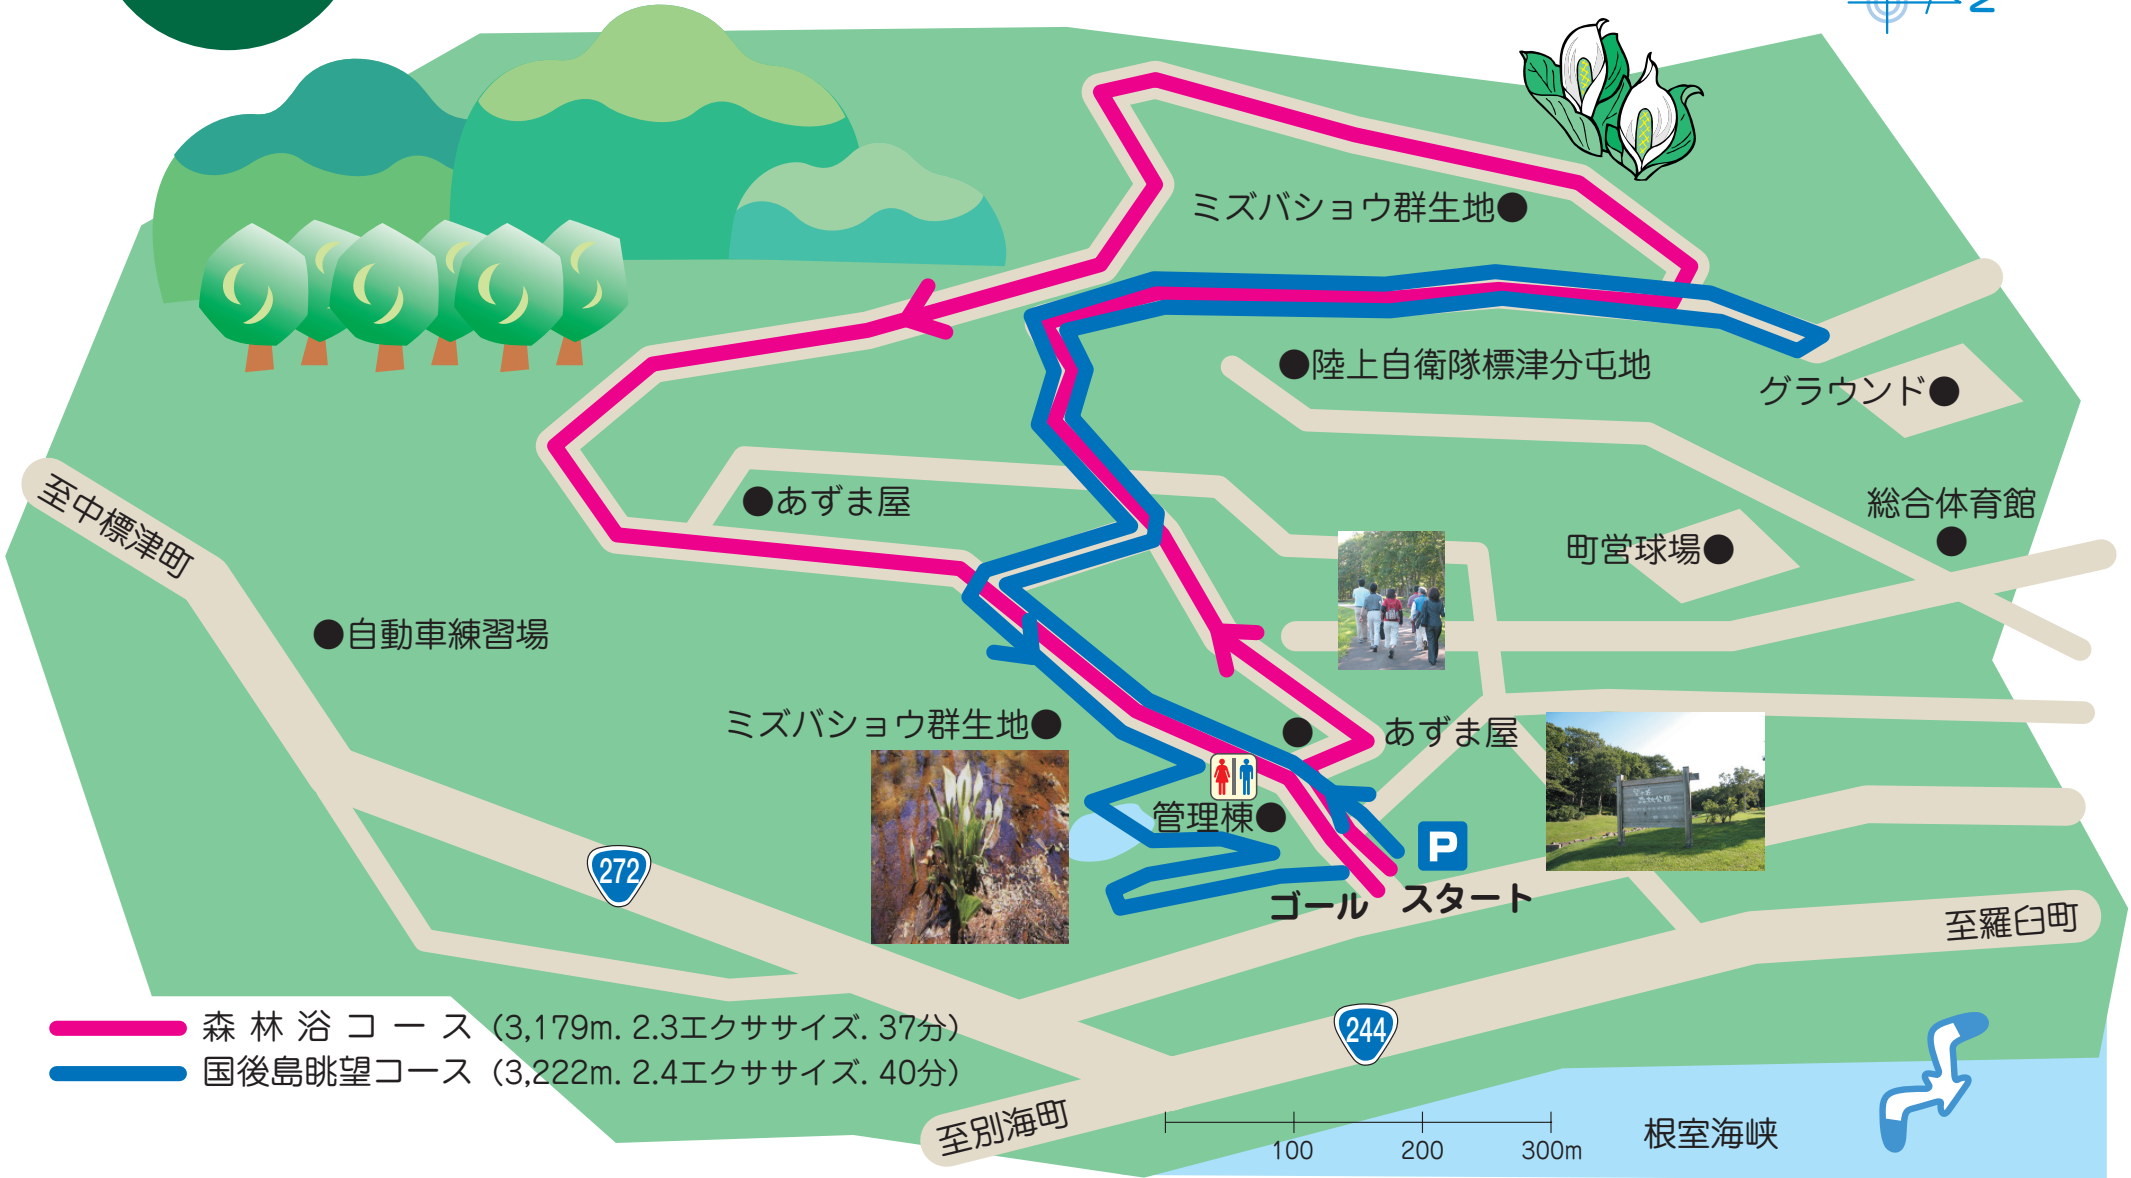 N
ミズバショウ群生地
陸上自衛隊標津分屯地
グラウンド
至中標津町
あずま屋
総合体育館
町営球場
自動車練習場
ミズバショウ群生地
あずま屋
管理棟
P
272
ゴール
スタート
至羅臼町
森林浴コース (3,179m. 2.3エクササイズ. 37分)
国後島眺望コース (3,222m. 2.4エクササイズ. 40分)
244
至別海町
100 200 300m
根室海峡